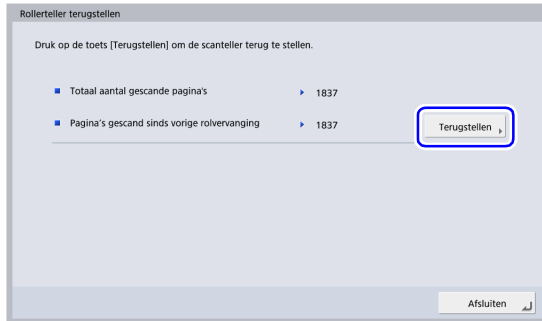 Rollerteller terugstellen
Druk op de toets [Terugstellen] om de scanteller terug te stellen.
Totaal aantal gescande pagina's 1837
Pagina's gescand sinds vorige rolvervanging 1837
Terugstellen
Afsluiten